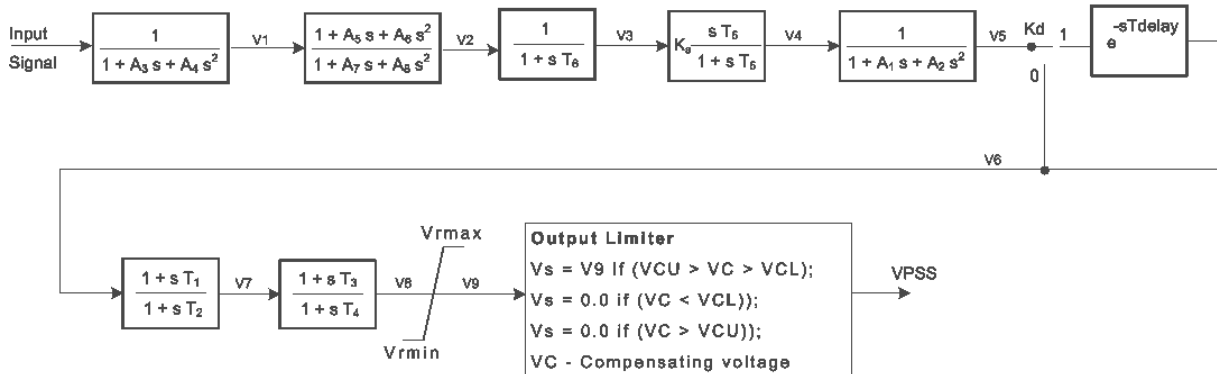 Input
Signal
1
1 + A₃ s + A₄ s²
V1
1 + A₅ s + A₆ s²
1 + A₇ s + A₈ s²
V2
1
1 + s T₆
V3
Kₛ
s T₅
1 + s T₅
V4
1
1 + A₁ s + A₂ s²
V5
Kd
1
0
e
-sTdelay
V6
1 + s T₁
1 + s T₂
V7
1 + s T₃
1 + s T₄
V8
Vrmax
Vrmin
V9
Output Limiter
Vs = V9 If (VCU > VC > VCL);
Vs = 0.0 if (VC < VCL));
Vs = 0.0 if (VC > VCU));
VC - Compensating voltage
VPSS